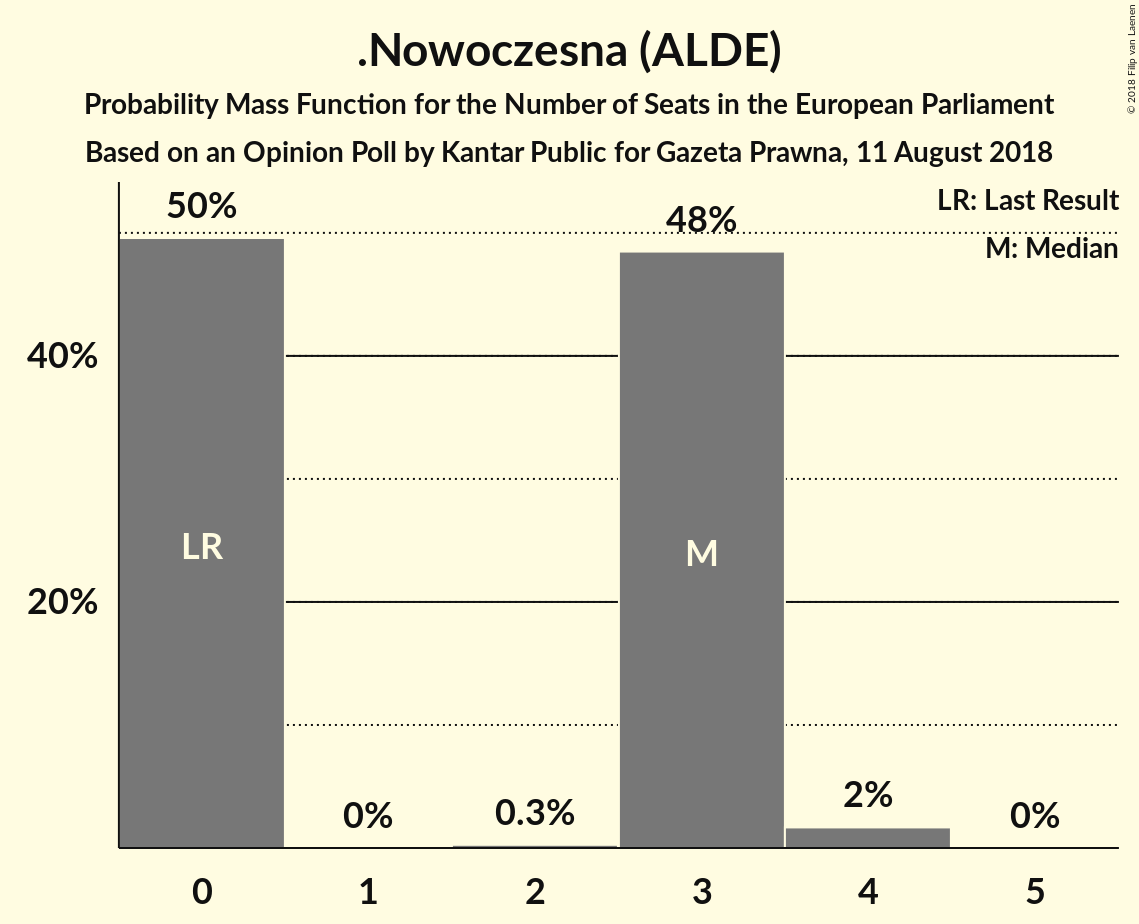 .Nowoczesna (ALDE)
Probability Mass Function for the Number of Seats in the European Parliament
Based on an Opinion Poll by Kantar Public for Gazeta Prawna, 11 August 2018
© 2018 Filip van Laenen
LR: Last Result
M: Median
50%
48%
40%
20%
LR
M
0%
0.3%
2%
0%
0
1
2
3
4
5